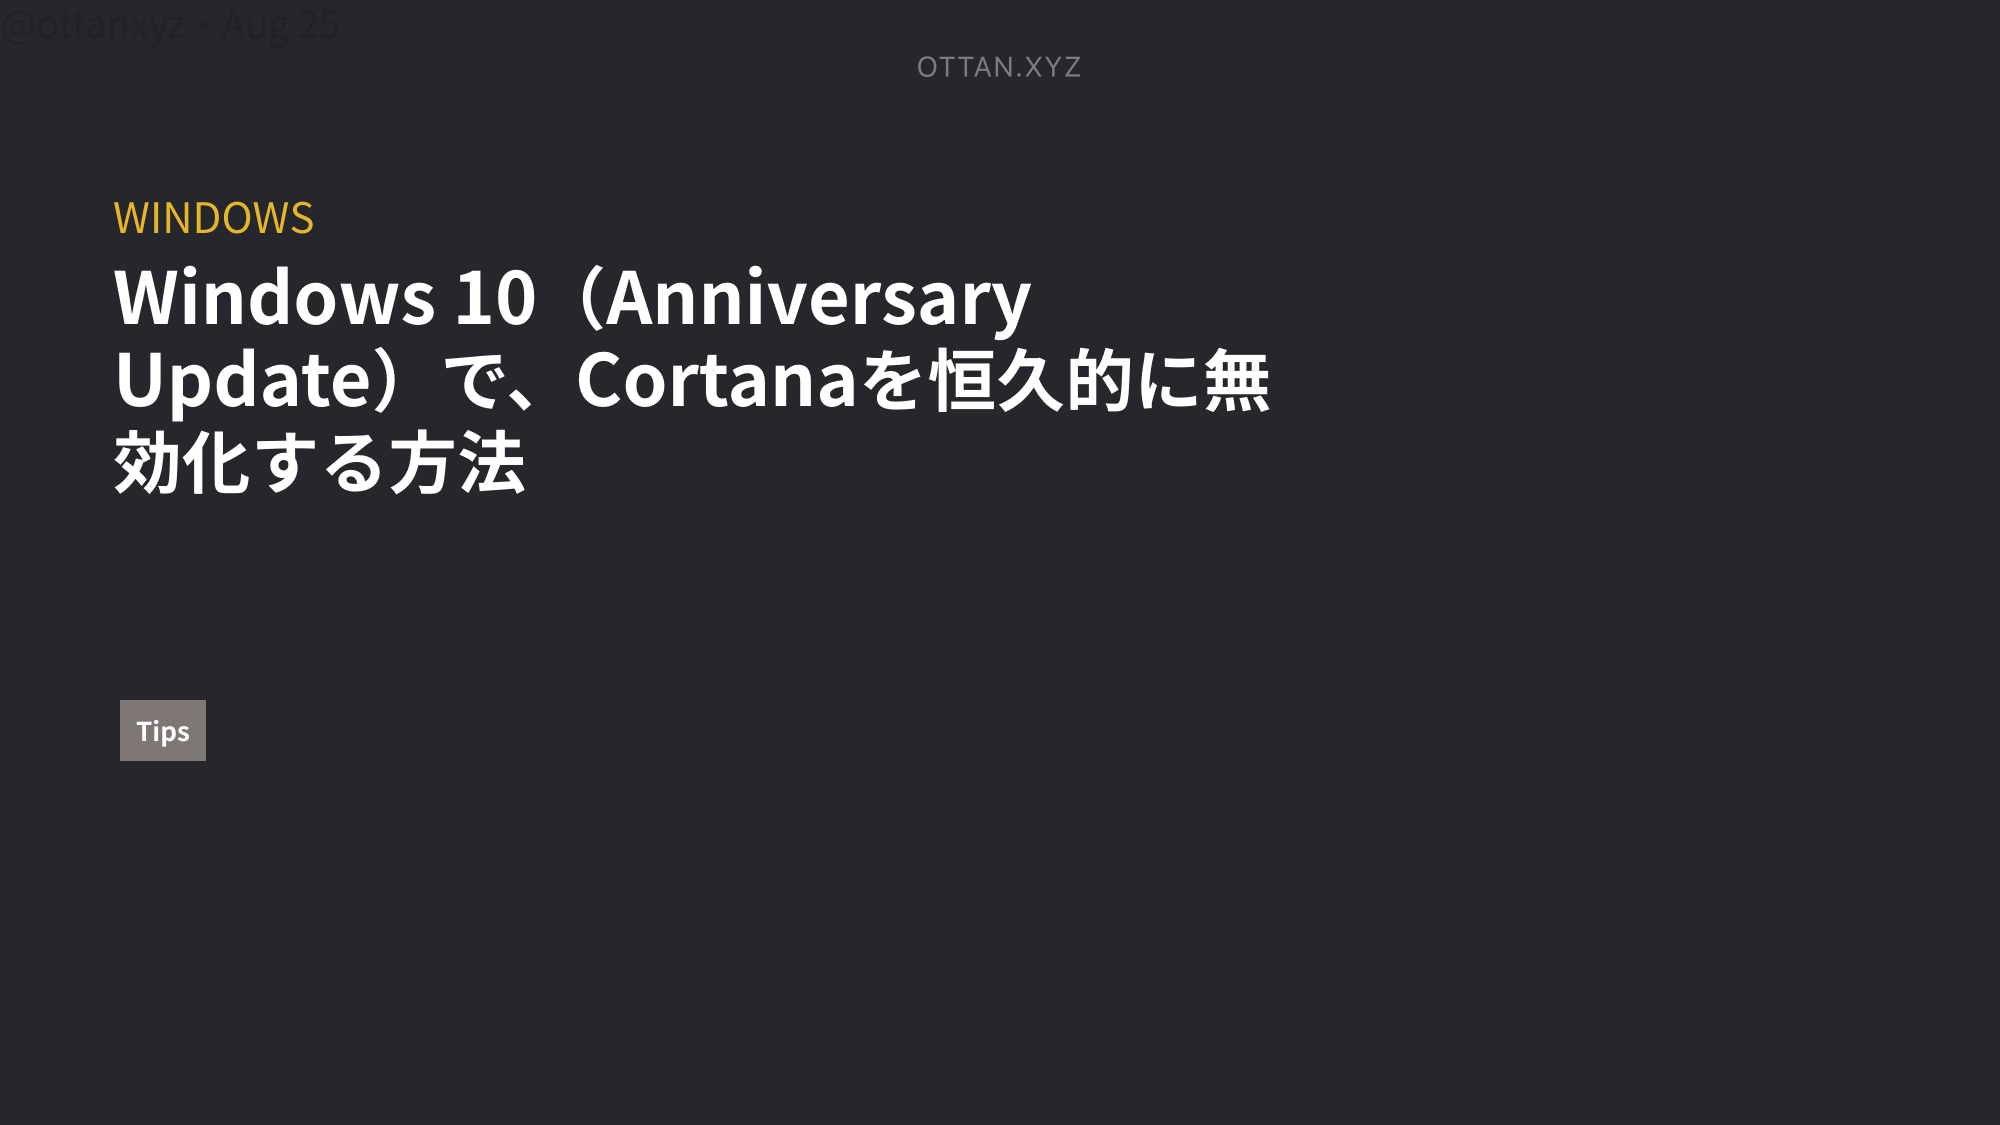 @ottanxyz・Aug 25
OTTAN.XYZ
WINDOWS
Windows 10（Anniversary
Update）で、Cortanaを恒久的に無
効化する方法
Tips